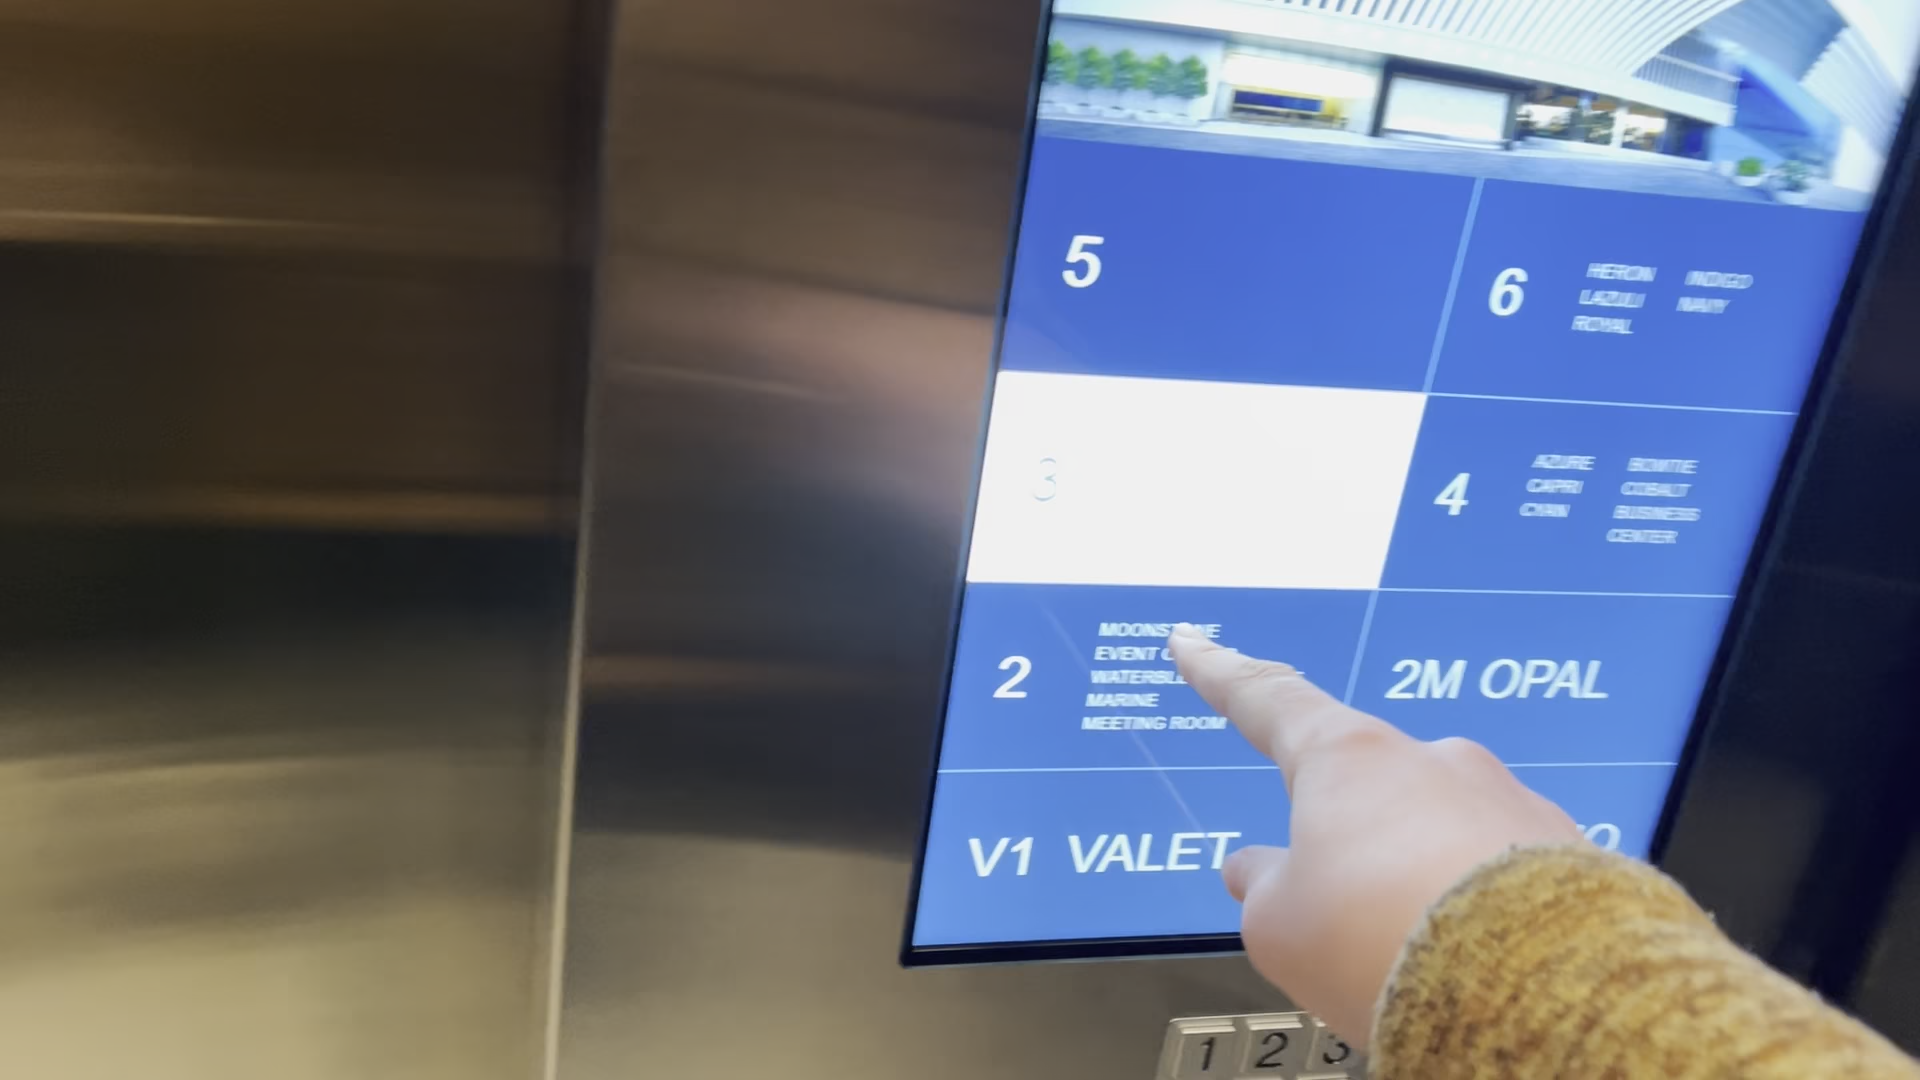 5
6
HERON INDIGO
LAZULI NAVY
ROYAL
3
4
AZURE BOWTIE
CAPRI COBALT
CYAN BUSINESS
CENTER
2
MOONSTONE
EVENT
MARINE
MEETING ROOM
2M OPAL
V1 VALET
1 2 3